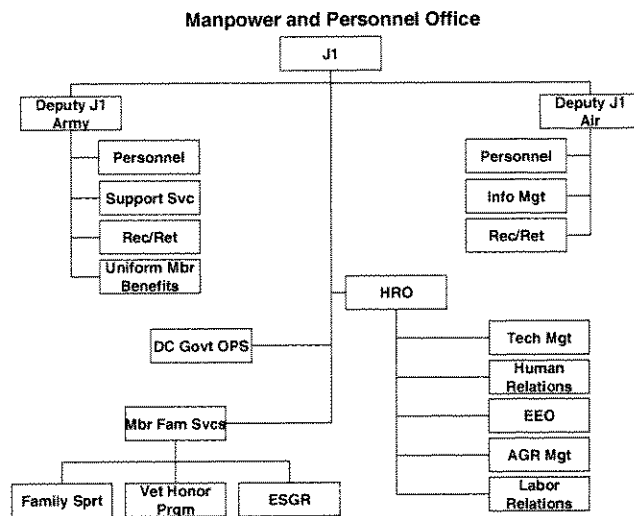 Manpower and Personnel Office
J1
Deputy J1
Army
Deputy J1
Air
Personnel
Support Svc
Rec/Ret
Uniform Mbr
Benefits
Personnel
Info Mgt
Rec/Ret
HRO
DC Govt OPS
Tech Mgt
Human
Relations
EEO
AGR Mgt
Labor
Relations
Mbr Fam Svcs
Family Sprt
Vet Honor
Prgm
ESGR